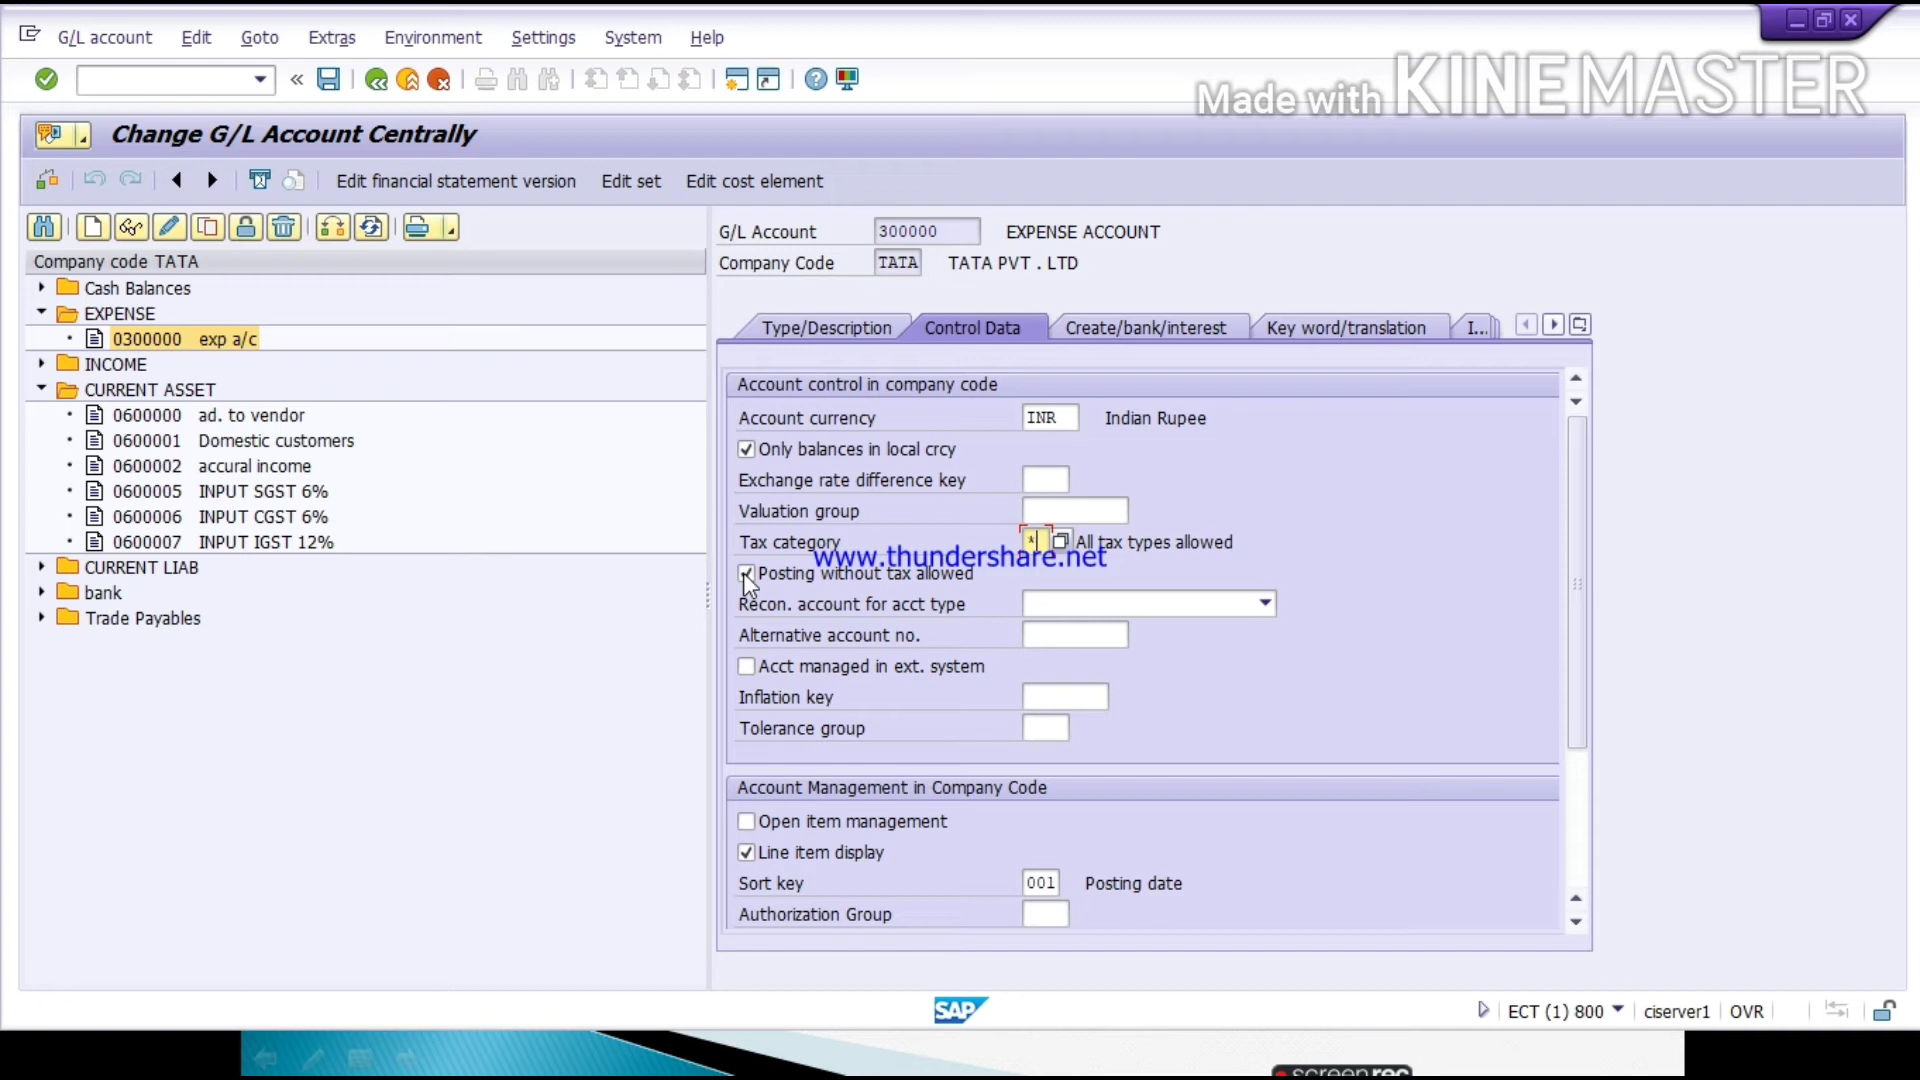 G/L account Edit Goto Extras Environment Settings System Help
Made with KINEMASTER
Change G/L Account Centrally
Edit financial statement version Edit set Edit cost element
G/L Account 300000 EXPENSE ACCOUNT
Company Code TATA TATA PVT . LTD
Company code TATA
Cash Balances
EXPENSE
0300000 exp a/c
INCOME
CURRENT ASSET
0600000 ad. to vendor
0600001 Domestic customers
0600002 accural income
0600005 INPUT SGST 6%
0600006 INPUT CGST 6%
0600007 INPUT IGST 12%
CURRENT LIAB
bank
Trade Payables
Type/Description Control Data Create/bank/interest Key word/translation I...
Account control in company code
Account currency INR Indian Rupee
Only balances in local crcy
Exchange rate difference key
Valuation group
Tax category * All tax types allowed
www.thundershare.net
Posting without tax allowed
Recon. account for acct type
Alternative account no.
Acct managed in ext. system
Inflation key
Tolerance group
Account Management in Company Code
Open item management
Line item display
Sort key 001 Posting date
Authorization Group
SAP
ECT (1) 800 ciserver1 OVR
screenrec